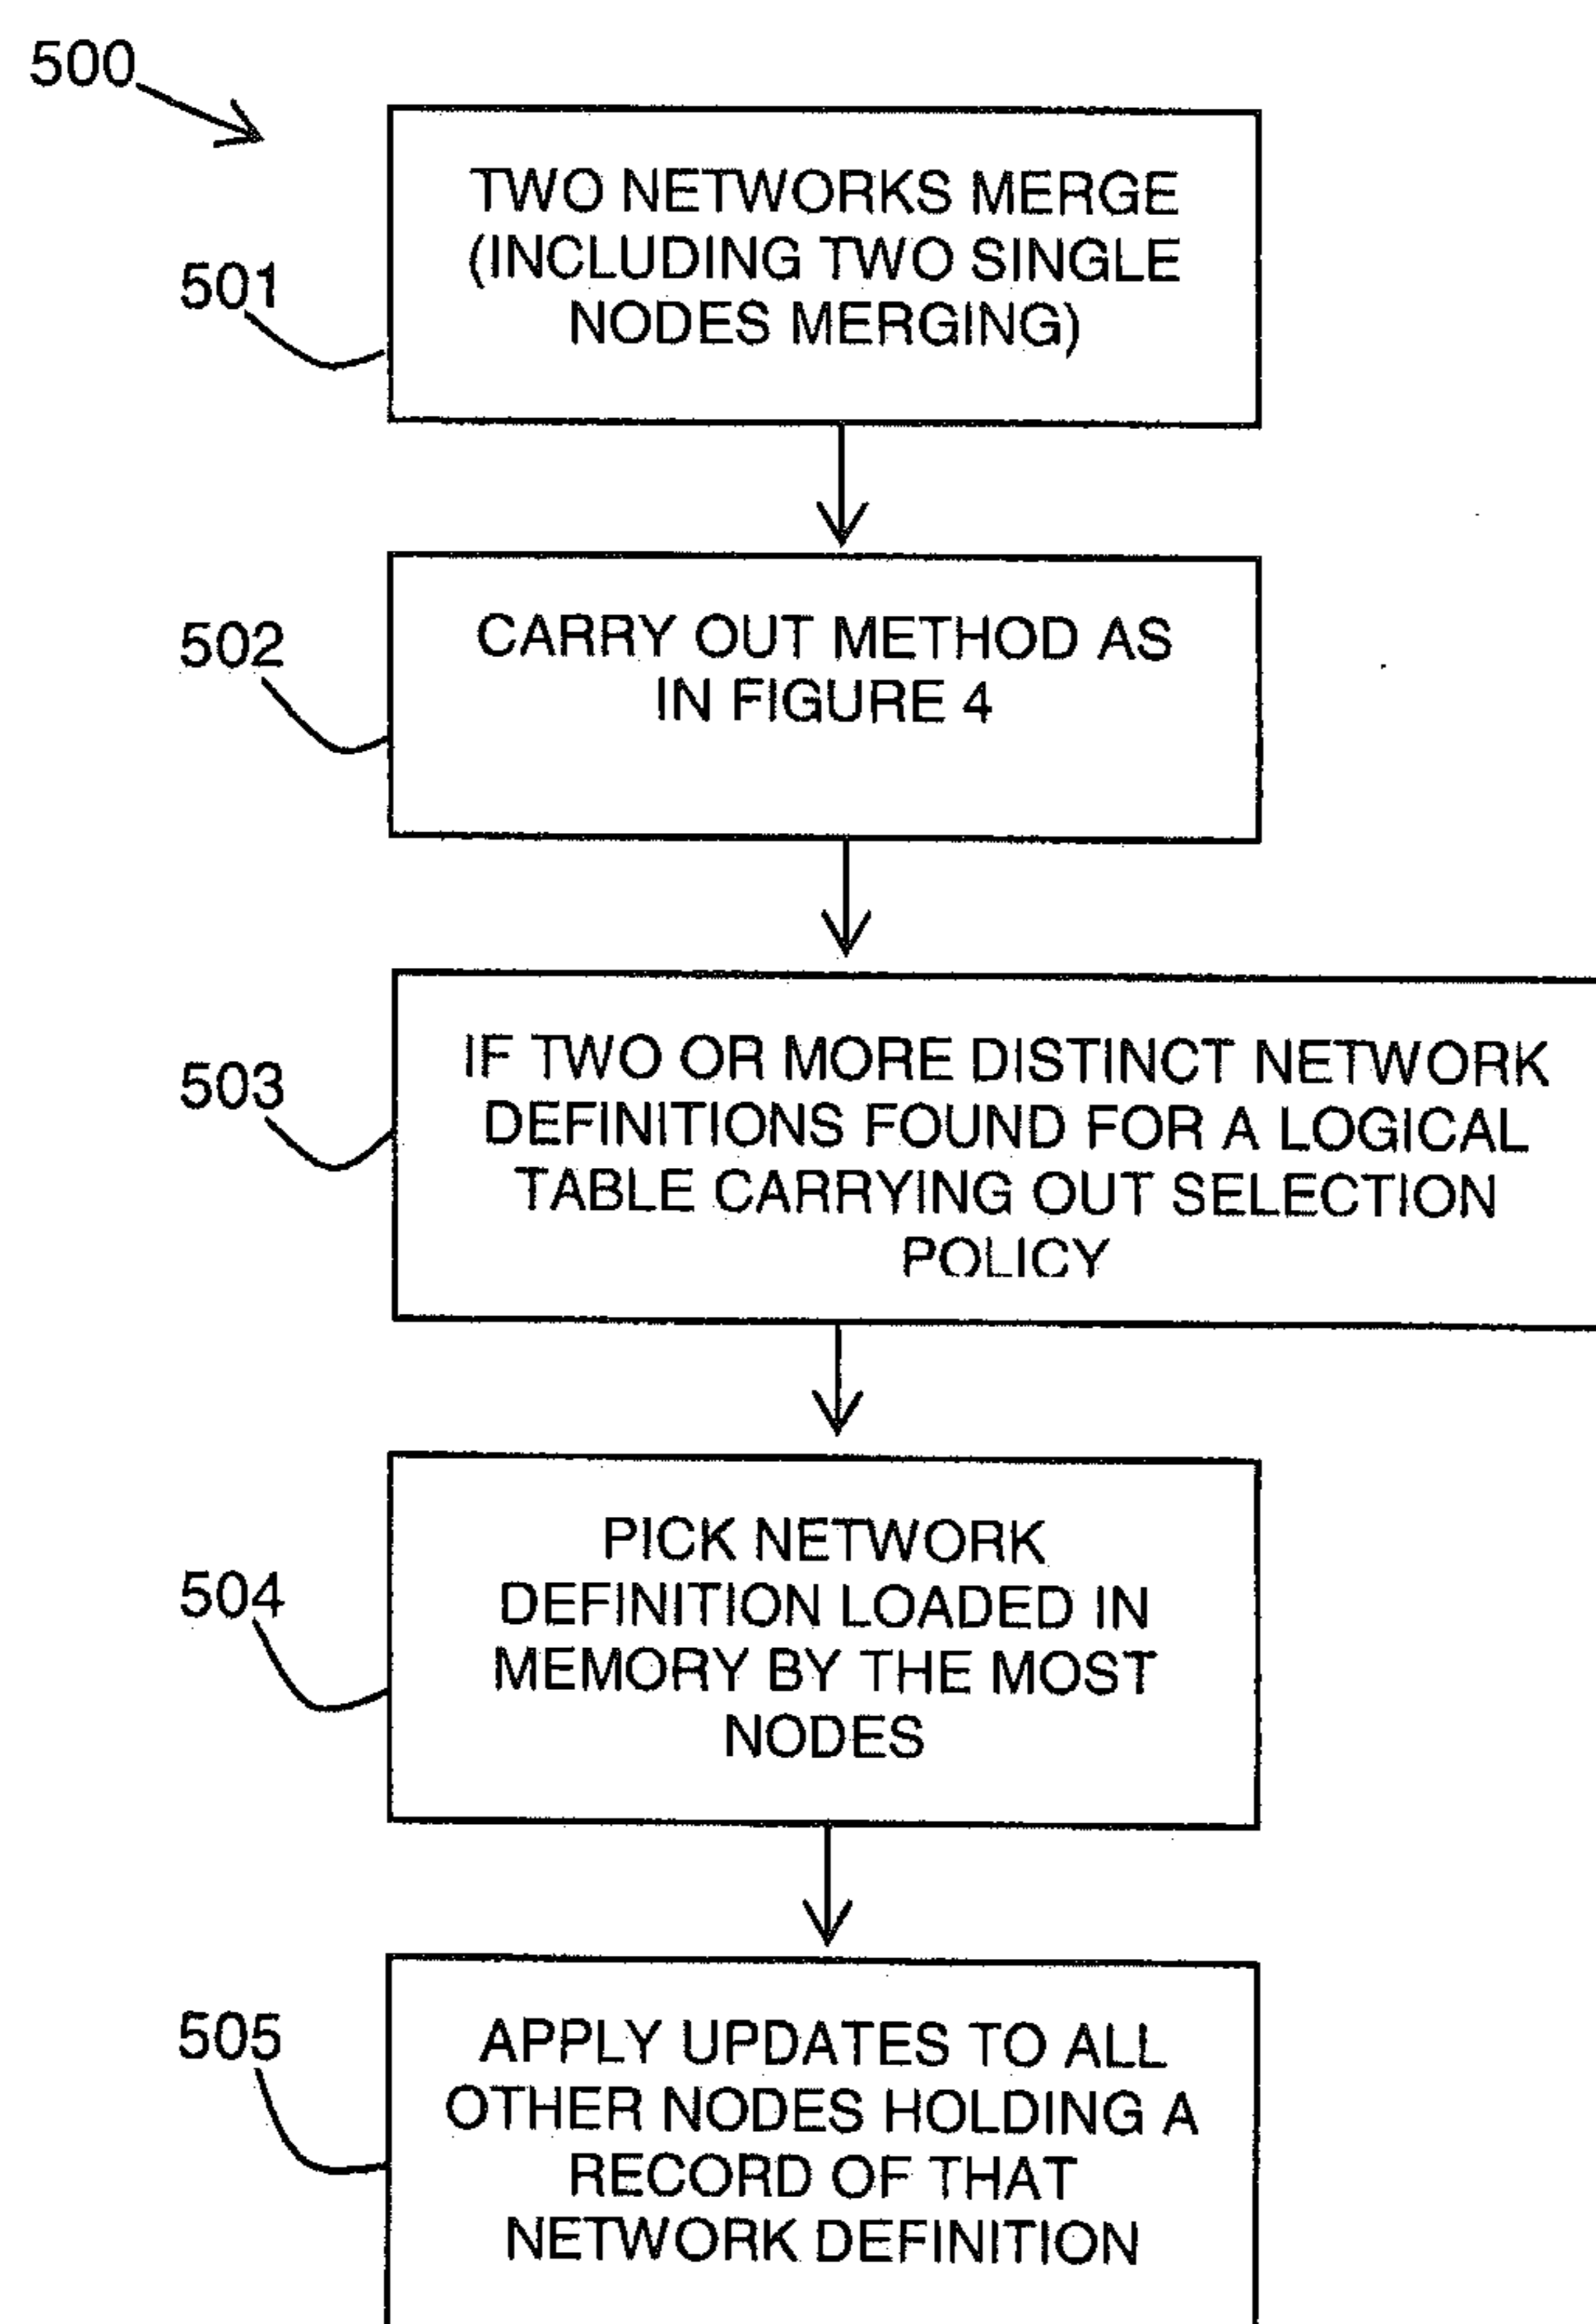 500
TWO NETWORKS MERGE
(INCLUDING TWO SINGLE
NODES MERGING)
501
CARRY OUT METHOD AS
IN FIGURE 4
502
IF TWO OR MORE DISTINCT NETWORK
DEFINITIONS FOUND FOR A LOGICAL
TABLE CARRYING OUT SELECTION
POLICY
503
PICK NETWORK
DEFINITION LOADED IN
MEMORY BY THE MOST
NODES
504
APPLY UPDATES TO ALL
OTHER NODES HOLDING A
RECORD OF THAT
NETWORK DEFINITION
505